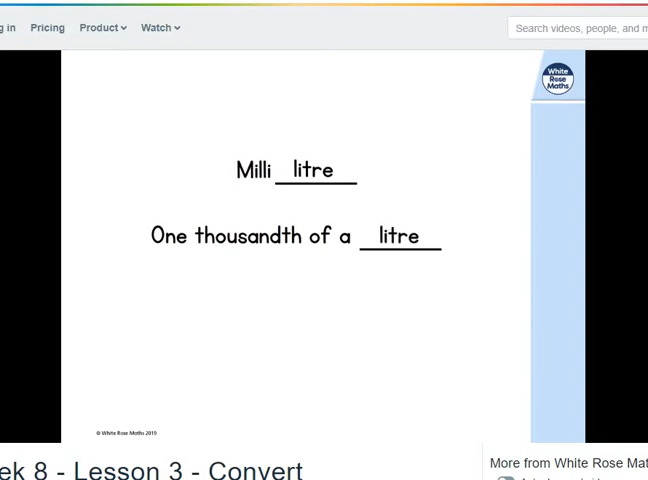 g in Pricing Product Watch Search videos, people, and m
White
Rose
Maths
Milli litre
One thousandth of a litre
© White Rose Maths 2019
ek 8 - Lesson 3 - Convert
More from White Rose Mat